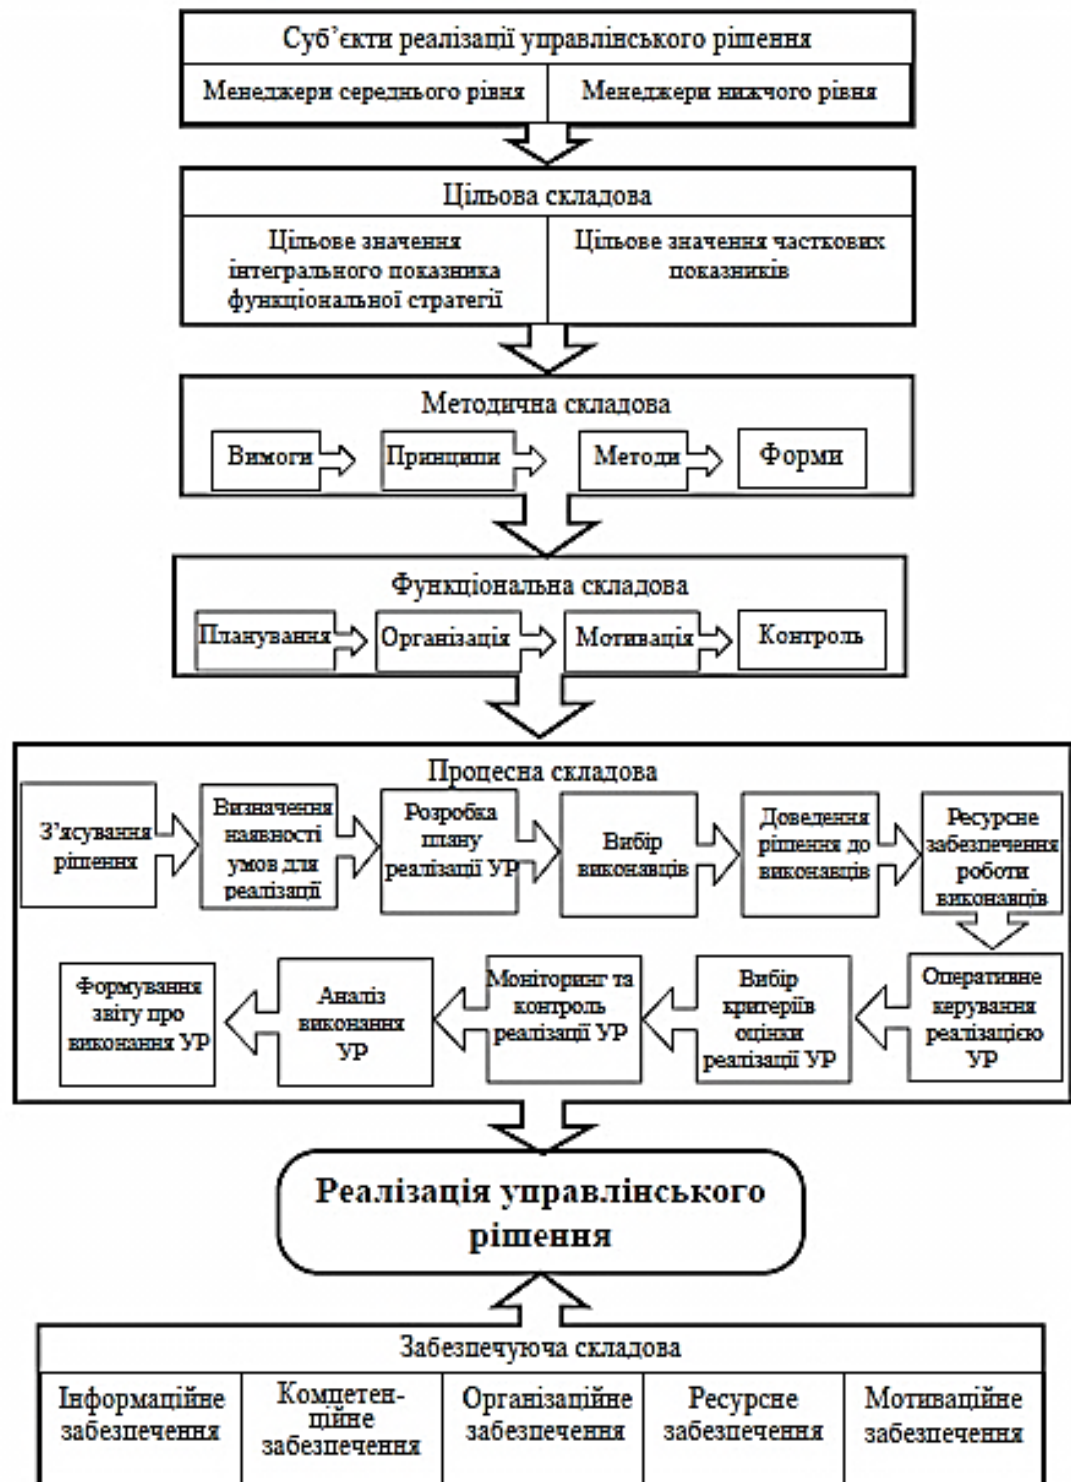 Суб’єкти реалізації управлінського рішення
Менеджери середнього рівня
Менеджери нижчого рівня
Цільова складова
Цільове значення
інтегрального показника
функціональної стратегії
Цільове значення часткових
показників
Методична складова
Вимоги
Принципи
Методи
Форми
Функціональна складова
Планування
Організація
Мотивація
Контроль
Процесна складова
З’ясування
рішення
Визначення
наявності
умов для
реалізації
Розробка
плану
реалізації УР
Вибір
виконавців
Доведення
рішення до
виконавців
Ресурсне
забезпечення
роботи
виконавців
Оперативне
керування
реалізацією
УР
Вибір
критеріїв
оцінки
реалізації УР
Моніторинг та
контроль
реалізації УР
Аналіз
виконання
УР
Формування
звіту про
виконання УР
Реалізація управлінського
рішення
Забезпечуюча складова
Інформаційне
забезпечення
Компетен-
ційне
забезпечення
Організаційне
забезпечення
Ресурсне
забезпечення
Мотиваційне
забезпечення